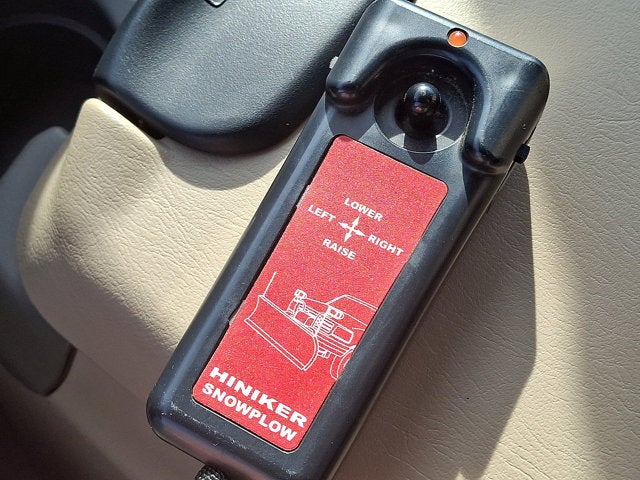 LOWER
LEFT RIGHT
RAISE
HINIKER
SNOWPLOW